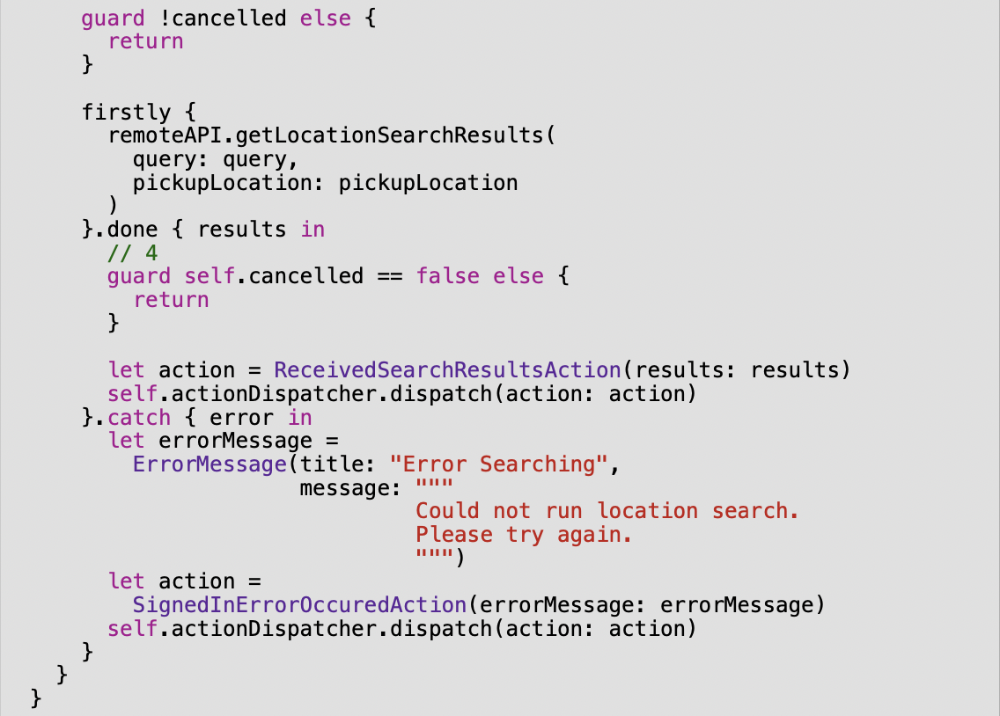 guard !cancelled else {
return
}
firstly {
remoteAPI.getLocationSearchResults(
query: query,
pickupLocation: pickupLocation
)
}.done { results in
// 4
guard self.cancelled == false else {
return
}
let action = ReceivedSearchResultsAction(results: results)
self.actionDispatcher.dispatch(action: action)
}.catch { error in
let errorMessage =
ErrorMessage(title: "Error Searching",
message: """
Could not run location search.
Please try again.
""")
let action =
SignedInErrorOccuredAction(errorMessage: errorMessage)
self.actionDispatcher.dispatch(action: action)
}
}
}